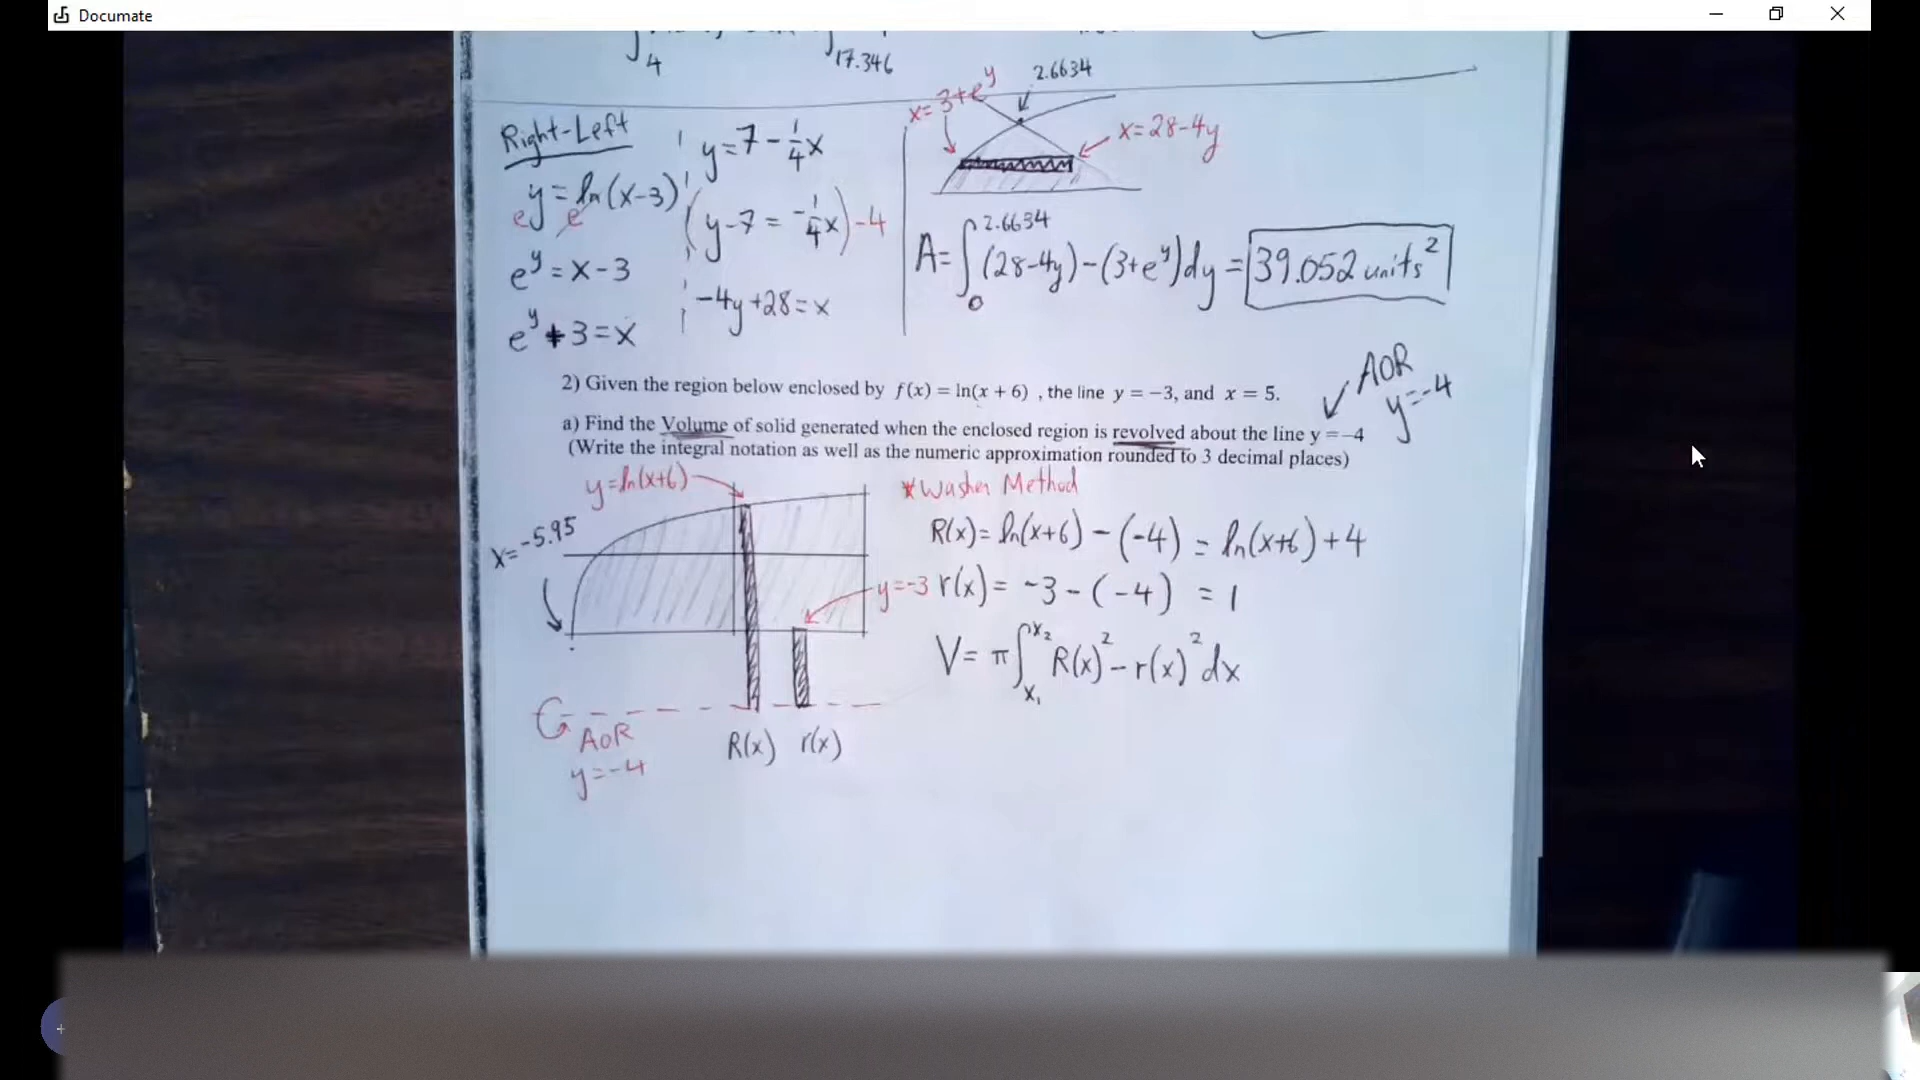 Documate
4
17.346
2.6634
x=3+e^y
x=28-4y
Right-Left
y=ln(x-3)
e e
e^y=x-3
e^y+3=x
y=7-1/4x
(y-7=-1/4x)-4
-4y+28=x
A=∫_0^2.6634 (28-4y)-(3+e^y)dy=39.052 units^2
2) Given the region below enclosed by f(x) = ln(x + 6) , the line y = −3, and x = 5.
AOR
y=-4
a) Find the Volume of solid generated when the enclosed region is revolved about the line y = −4
(Write the integral notation as well as the numeric approximation rounded to 3 decimal places)
y=ln(x+6)
x=-5.95
y=-3
AOR
y=-4
R(x) r(x)
*Washer Method
R(x)=ln(x+6)-(-4)=ln(x+6)+4
r(x)=-3-(-4)=1
V=π∫_x₁^x₂ R(x)^2-r(x)^2dx